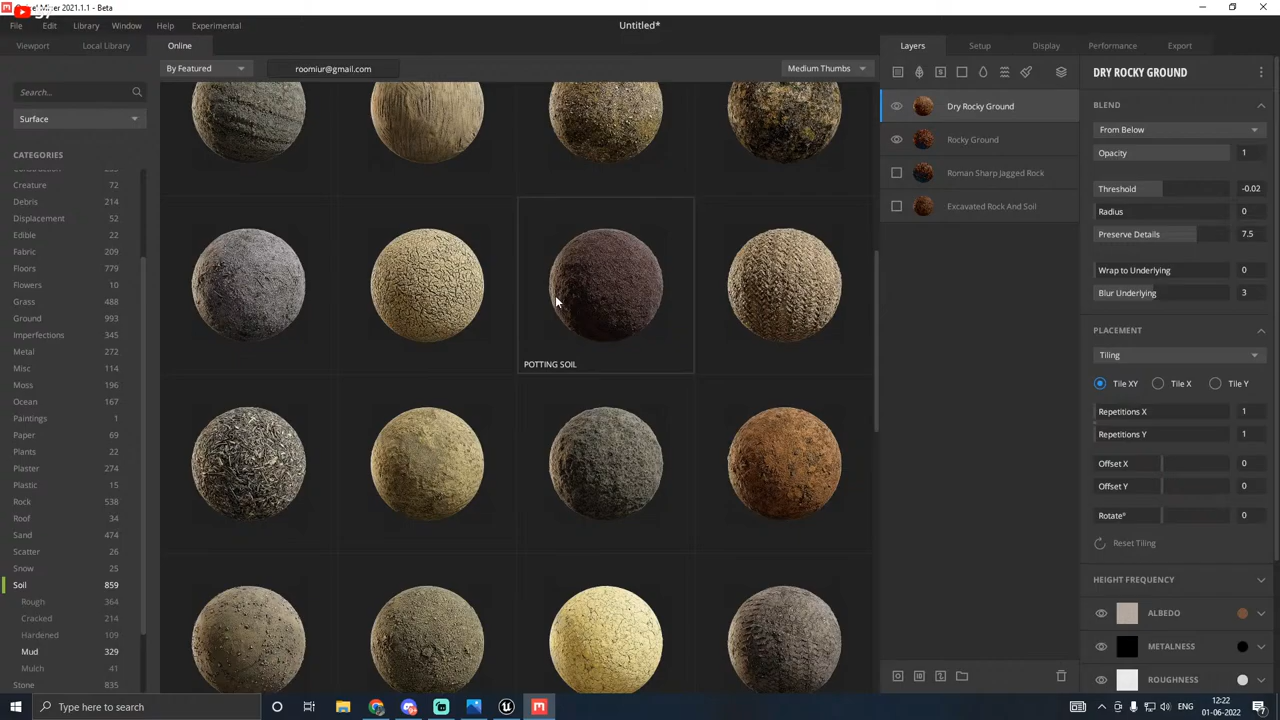 el Mixer 2021.1.1 - Beta
File Edit Library Window Help Experimental
Untitled*
Viewport Local Library Online
Layers Setup Display Performance Export
By Featured
roomiur@gmail.com
Medium Thumbs
Search...
Surface
CATEGORIES
Creature 72
Debris 214
Displacement 52
Edible 22
Fabric 209
Floors 779
Flowers 10
Grass 488
Ground 993
Imperfections 345
Metal 272
Misc 114
Moss 196
Ocean 167
Paintings 1
Paper 69
Plants 22
Plaster 274
Plastic 15
Rock 538
Roof 34
Sand 474
Scatter 26
Snow 25
Soil 859
Rough 364
Cracked 214
Hardened 109
Mud 329
Mulch 41
Stone 835
POTTING SOIL
Dry Rocky Ground
Rocky Ground
Roman Sharp Jagged Rock
Excavated Rock And Soil
DRY ROCKY GROUND
BLEND
From Below
Opacity 1
Threshold -0.02
Radius 0
Preserve Details 7.5
Wrap to Underlying 0
Blur Underlying 3
PLACEMENT
Tiling
Tile XY Tile X Tile Y
Repetitions X 1
Repetitions Y 1
Offset X 0
Offset Y 0
Rotate° 0
Reset Tiling
HEIGHT FREQUENCY
ALBEDO
METALNESS
ROUGHNESS
Type here to search
ENG
12:22
01-06-2022